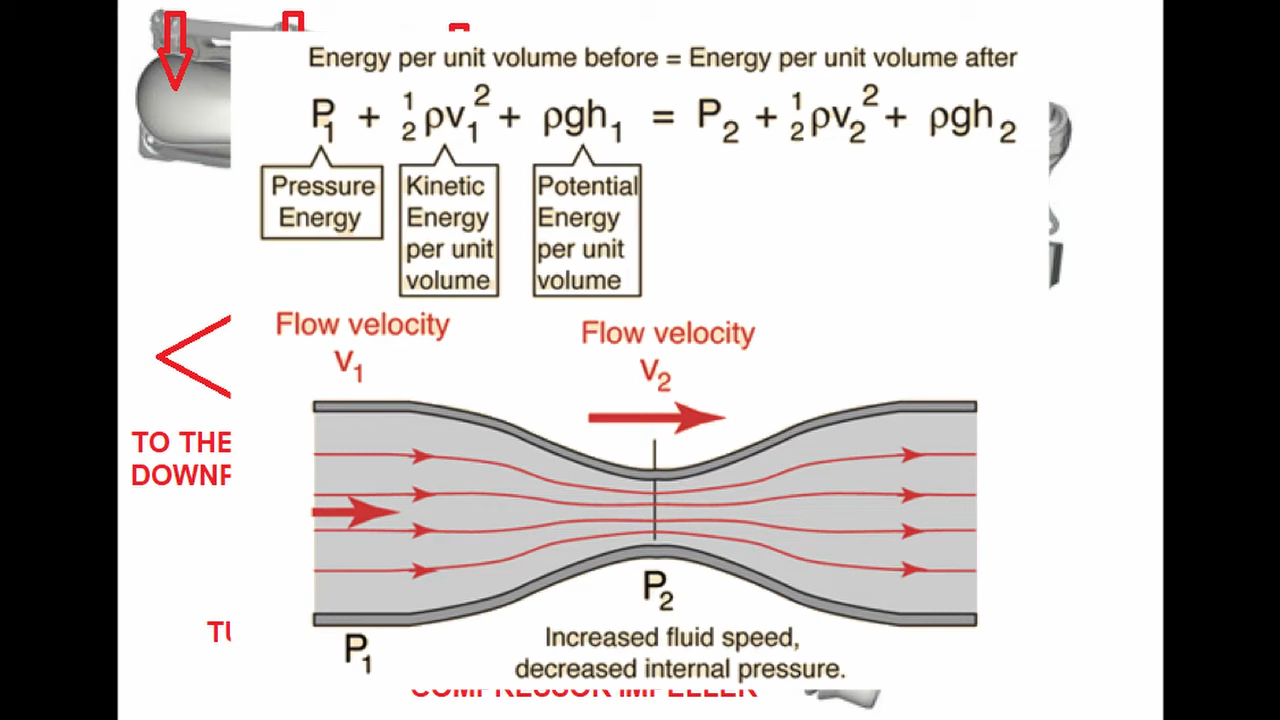 Energy per unit volume before = Energy per unit volume after
P₁ + ½ρv₁² + ρgh₁ = P₂ + ½ρv₂² + ρgh₂
Pressure
Energy
Kinetic
Energy
per unit
volume
Potential
Energy
per unit
volume
Flow velocity
v₁
Flow velocity
v₂
TO THE
P₂
Increased fluid speed,
decreased internal pressure.
P₁
COMPRESSOR IMPELLER